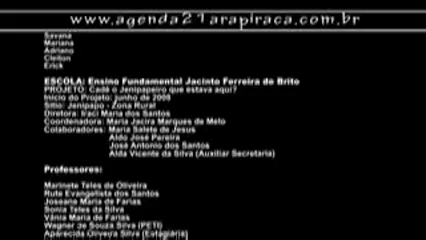 www.agenda21arapiraca.com.br
Savana
Mariana
Adriano
Cleiton
Erick
ESCOLA: Ensino Fundamental Jacinto Ferreira de Brito
PROJETO: Cadê o Jenipapeiro que estava aqui?
Início do Projeto: junho de 2008
Sítio: Jenipapo - Zona Rural
Diretora: Iraci Maria dos Santos
Coordenadora: Maria Jacira Marques de Melo
Colaboradores: Maria Salete de Jesus
Aldo José Pereira
José Antonio dos Santos
Alda Vicente da Silva (Auxiliar Secretaria)
Professores:
Marinete Teles de Oliveira
Rute Evangelista dos Santos
Joseane Maria de Farias
Sonia Teles da Silva
Vânia Maria de Farias
Wagner de Souza Silva (PETI)
Aparecida Oliveira Silva (Estagiária)